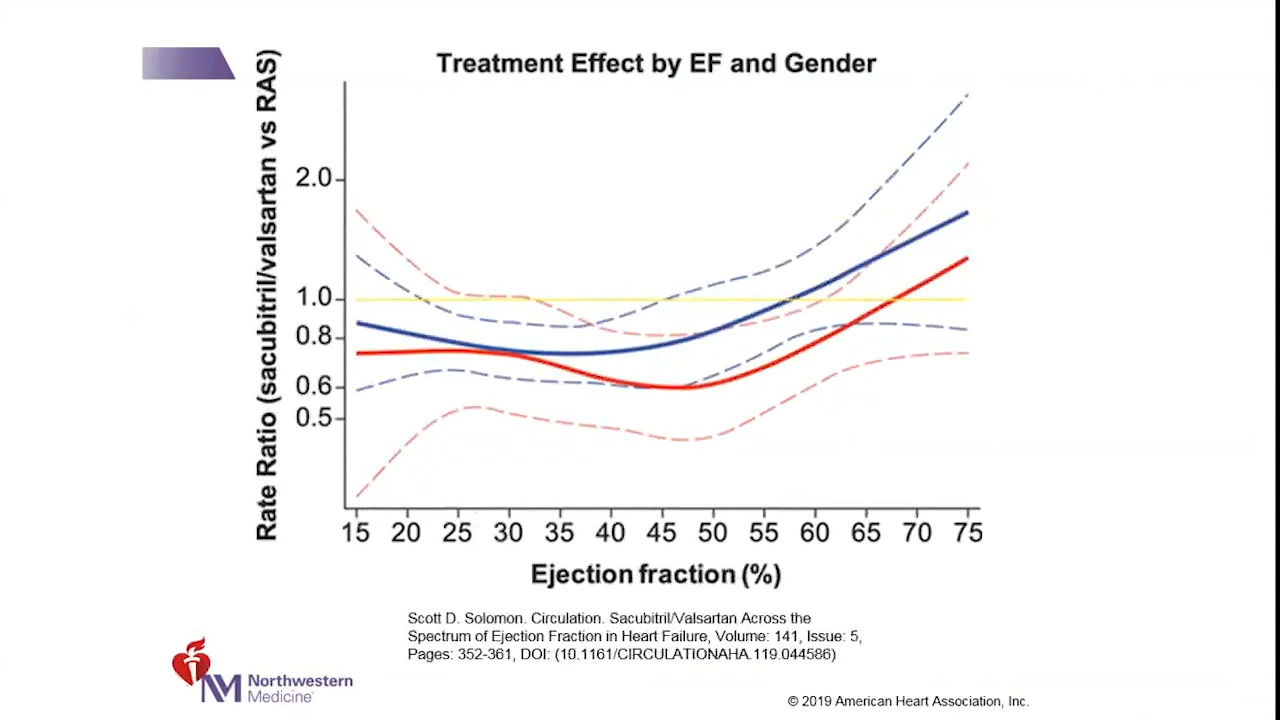 Treatment Effect by EF and Gender
Rate Ratio (sacubitril/valsartan vs RAS)
2.0
1.0
0.8
0.6
0.5
15 20 25 30 35 40 45 50 55 60 65 70 75
Ejection fraction (%)
Scott D. Solomon. Circulation. Sacubitril/Valsartan Across the
Spectrum of Ejection Fraction in Heart Failure, Volume: 141, Issue: 5,
Pages: 352-361, DOI: (10.1161/CIRCULATIONAHA.119.044586)
NM Northwestern
Medicine
© 2019 American Heart Association, Inc.